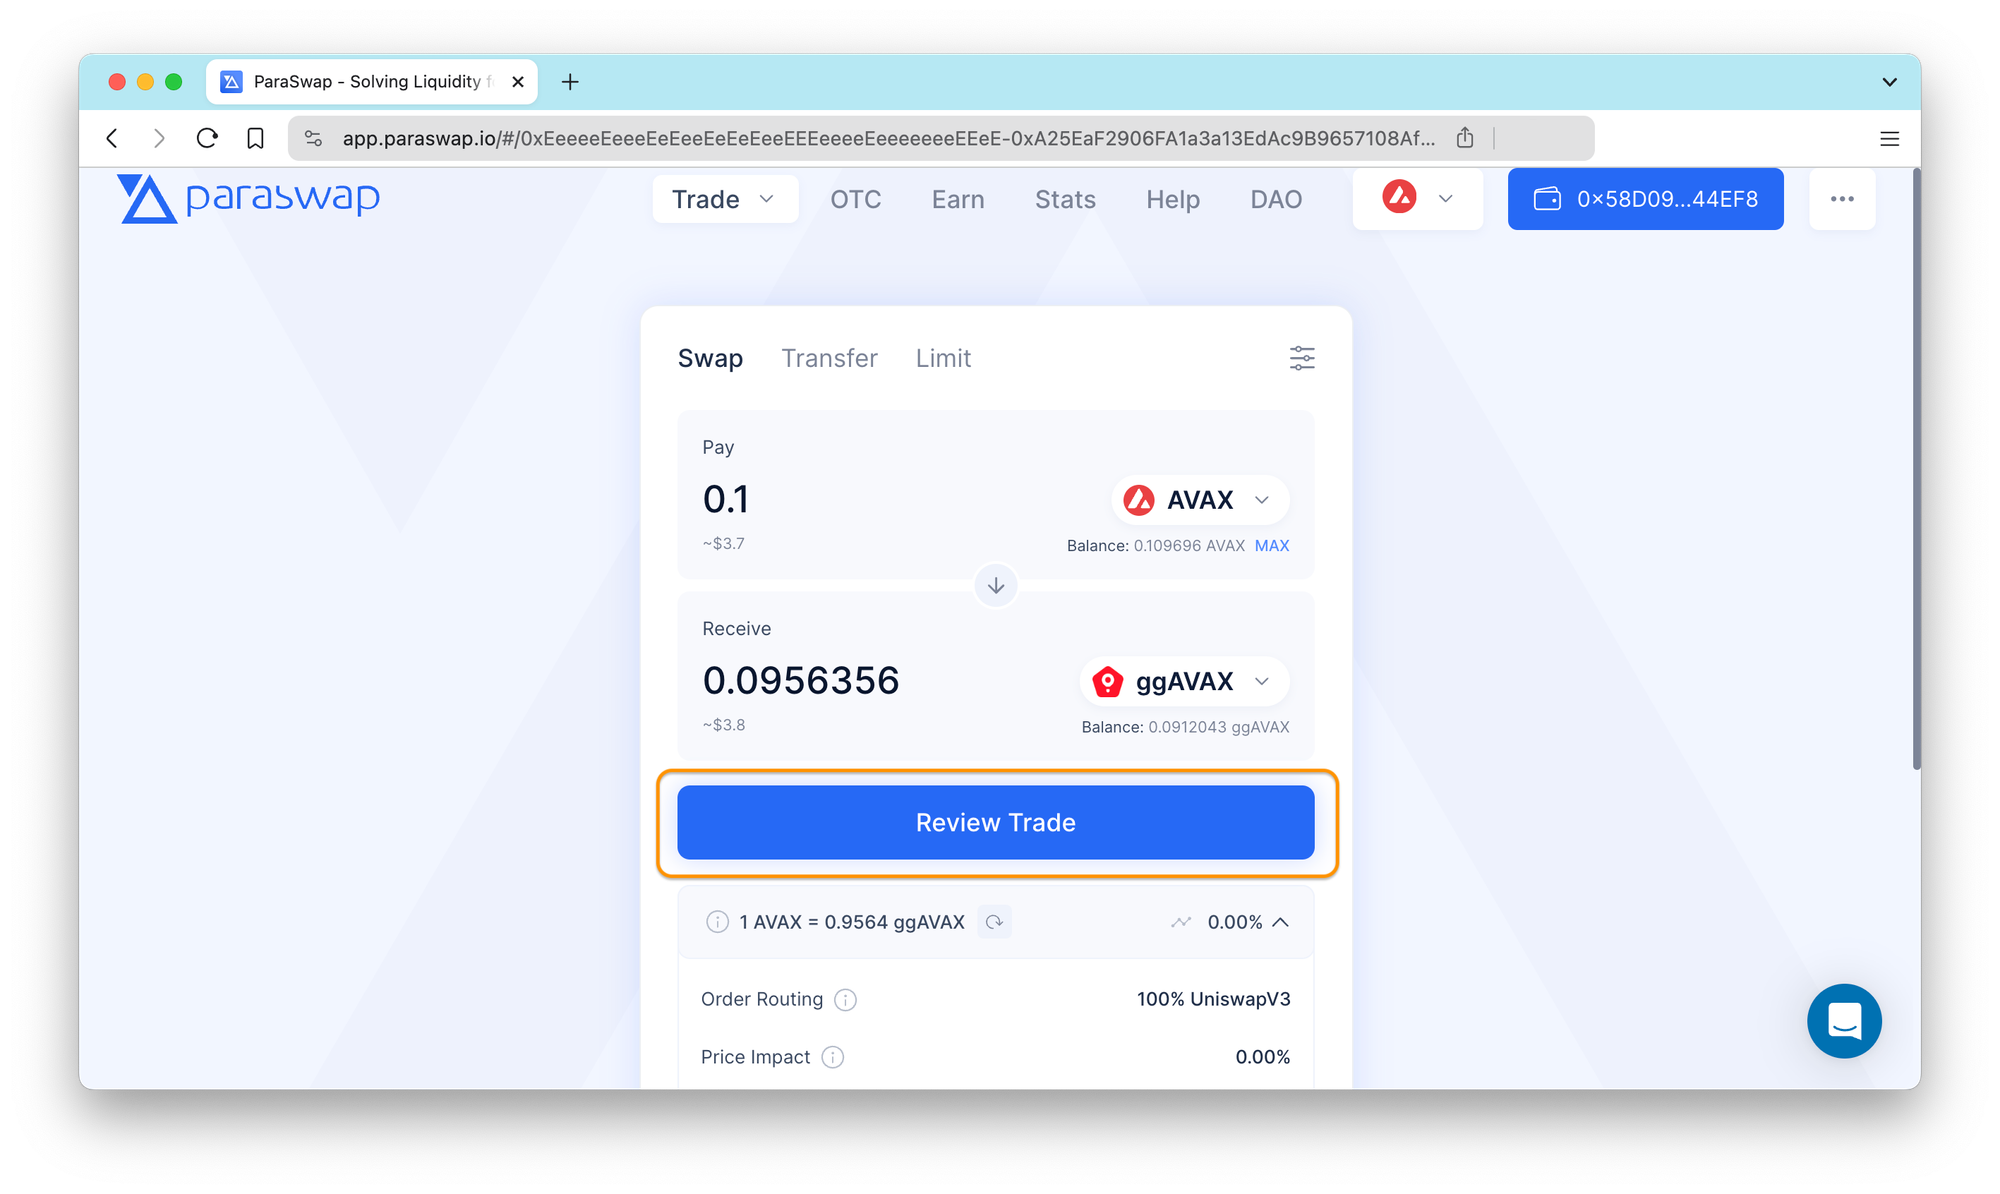 ParaSwap - Solving Liquidity f
app.paraswap.io/#/0xEeeeeEeeeEeEeeEeEeEeeEEEeeeeEeeeeeeeEEeE-0xA25EaF2906FA1a3a13EdAc9B9657108Af...
paraswap
Trade OTC Earn Stats Help DAO 0×58D09...44EF8
Swap Transfer Limit
Pay
0.1 AVAX
~$3.7 Balance: 0.109696 AVAX MAX
Receive
0.0956356 ggAVAX
~$3.8 Balance: 0.0912043 ggAVAX
Review Trade
1 AVAX = 0.9564 ggAVAX 0.00%
Order Routing 100% UniswapV3
Price Impact 0.00%